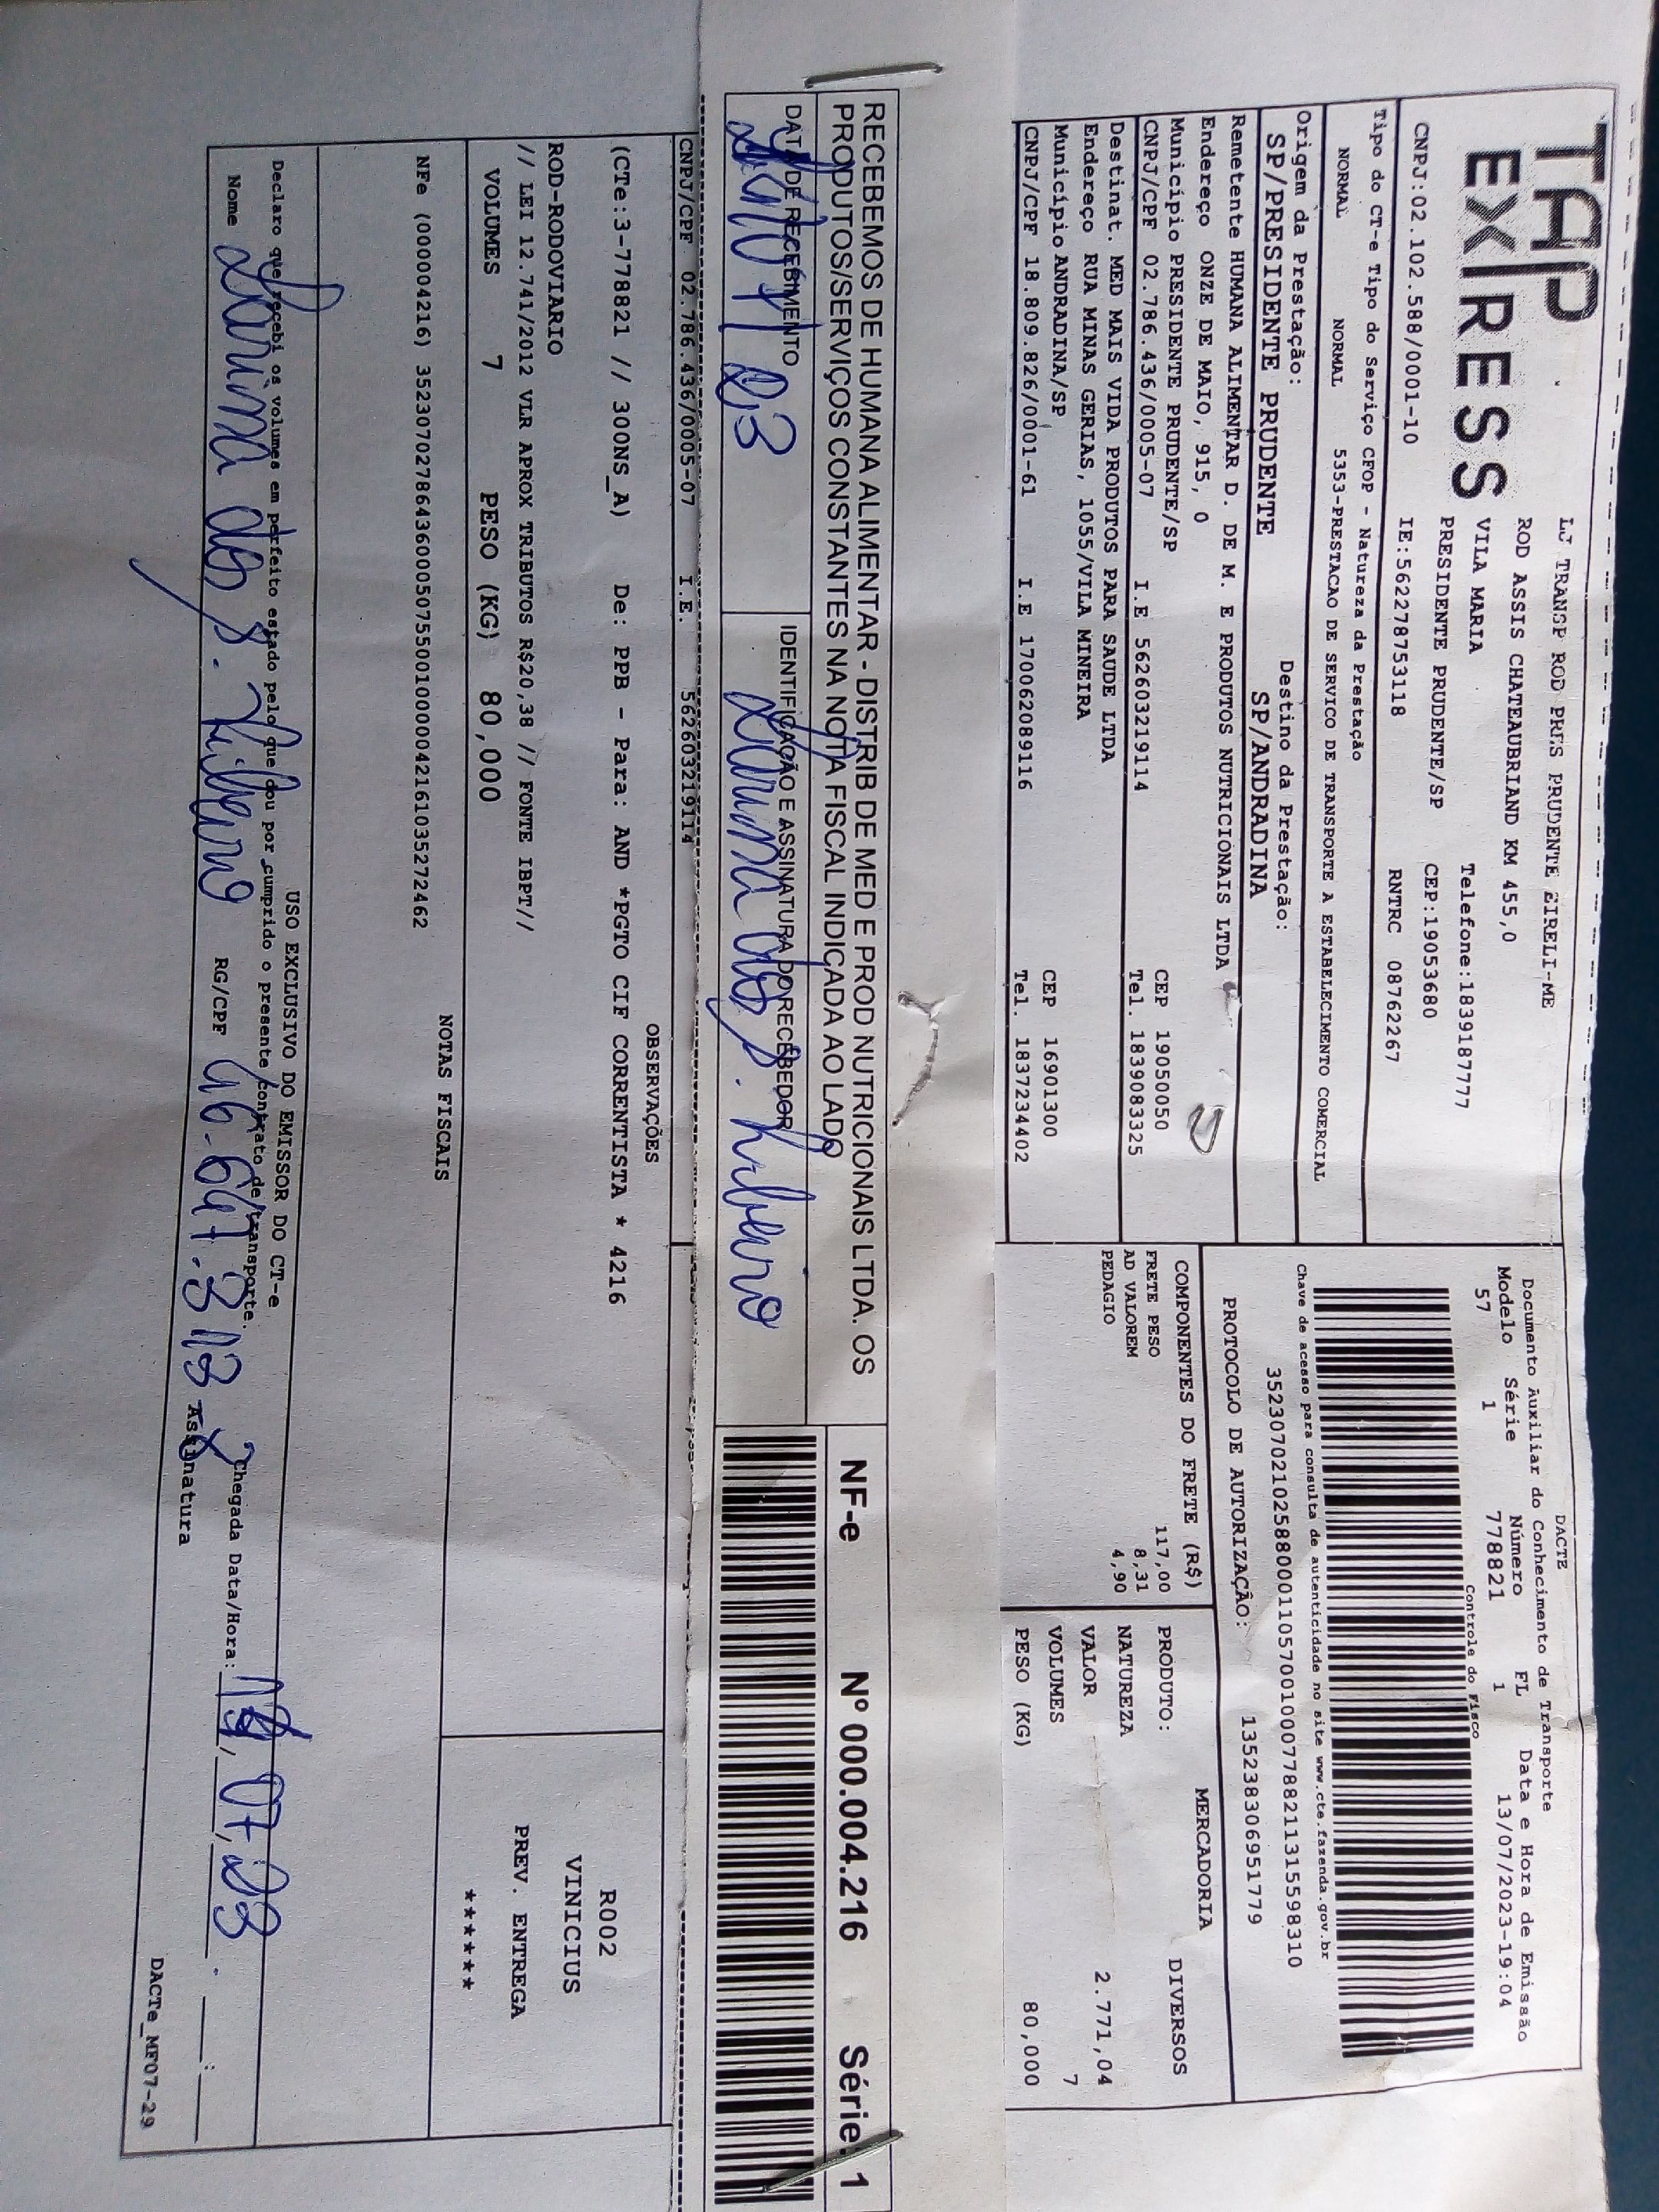 TAP
EXPRESS
LJ TRANSP ROD PRES PRUDENTE EIRELI-ME
ROD ASSIS CHATEAUBRIAND KM 455,0
VILA MARIA Telefone:1839187777
PRESIDENTE PRUDENTE/SP CEP:19053680
CNPJ:02.102.588/0001-10 IE:562278753118 RNTRC 08762267
Tipo do CT-e Tipo do Serviço CFOP - Natureza da Prestação
NORMAL NORMAL 5353-PRESTACAO DE SERVICO DE TRANSPORTE A ESTABELECIMENTO COMERCIAL
Origem da Prestação: Destino da Prestação:
SP/PRESIDENTE PRUDENTE SP/ANDRADINA
Remetente HUMANA ALIMENTAR D. DE M. E PRODUTOS NUTRICIONAIS LTDA
Endereço ONZE DE MAIO, 915, 0
Município PRESIDENTE PRUDENTE/SP CEP 19050050
CNPJ/CPF 02.786.436/0005-07 I.E 562603219114 Tel. 1839083325
Destinat. MED MAIS VIDA PRODUTOS PARA SAUDE LTDA
Endereço RUA MINAS GERIAS, 1055/VILA MINEIRA
Município ANDRADINA/SP CEP 16901300
CNPJ/CPF 18.809.826/0001-61 I.E 170062089116 Tel. 1837234402
DACTE
Documento Auxiliar do Conhecimento de Transporte
Modelo Série Número FL Data e Hora de Emissão
57 1 778821 1 13/07/2023-19:04
Controle do Fisco
Chave de acesso para consulta de autenticidade no site www.cte.fazenda.gov.br
35230702102588000110570010007788211315598310
PROTOCOLO DE AUTORIZAÇÃO: 135238306951779
COMPONENTES DO FRETE (R$)
FRETE PESO 117,00
AD VALOREM 8,31
PEDAGIO 4,90
MERCADORIA
PRODUTO: DIVERSOS
NATUREZA
VALOR 2.771,04
VOLUMES 7
PESO (KG) 80,000
RECEBEMOS DE HUMANA ALIMENTAR - DISTRIB DE MED E PROD NUTRICIONAIS LTDA. OS
PRODUTOS/SERVIÇOS CONSTANTES NA NOTA FISCAL INDICADA AO LADO
DATA DE RECEBIMENTO IDENTIFICAÇÃO E ASSINATURA DO RECEBEDOR
NF-e Nº 000.004.216 Série 1
CNPJ/CPF 02.786.436/0005-07 I.E. 562603219114
OBSERVAÇÕES
(CTe:3-778821 // 300NS_A) De: PPB - Para: AND *PGTO CIF CORRENTISTA * 4216
ROD-RODOVIARIO
// LEI 12.741/2012 VLR APROX TRIBUTOS R$20,38 // FONTE IBPT//
VOLUMES 7 PESO (KG) 80,000
R002
VINICIUS
PREV. ENTREGA
******
NOTAS FISCAIS
NFe (000004216) 35230702786436000507550010000042161035272462
USO EXCLUSIVO DO EMISSOR DO CT-e
Declaro que recebi os volumes em perfeito estado pelo que dou por cumprido o presente contrato de transporte.
Nome RG/CPF Chegada Data/Hora:
Assinatura
DACTe_MF07-29